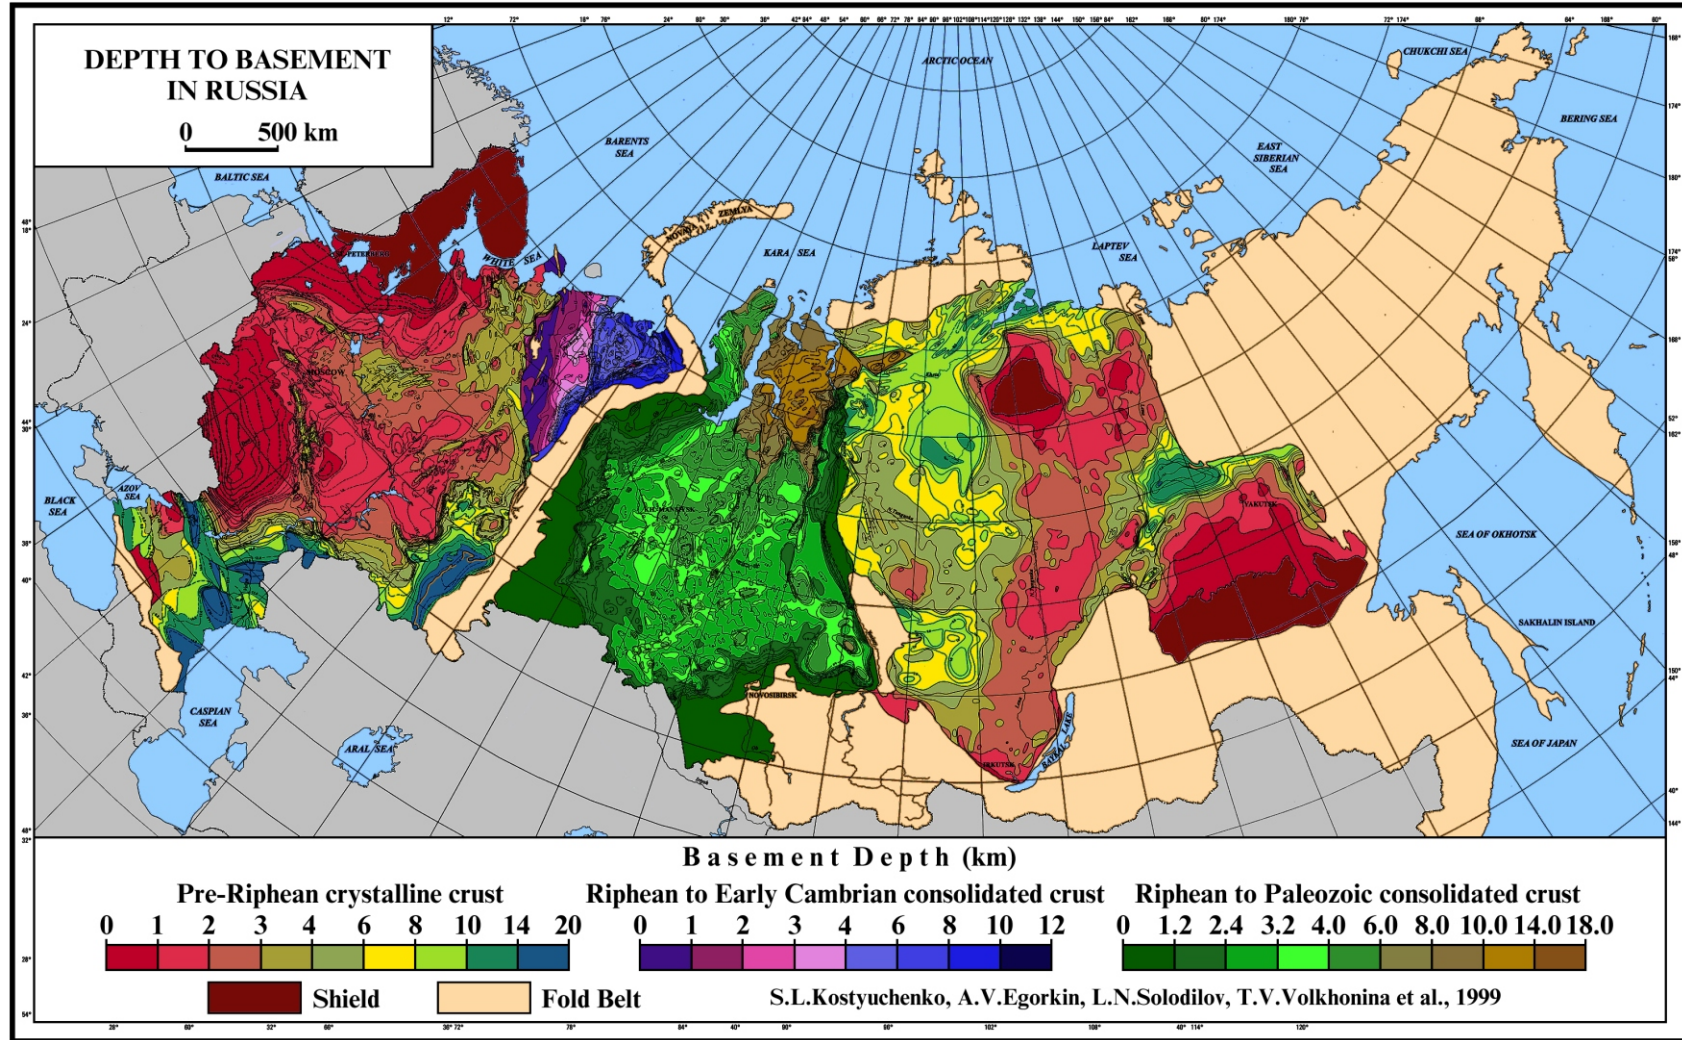 DEPTH TO BASEMENT
IN RUSSIA
0 500 km
ARCTIC OCEAN
CHUKCHI SEA
BERING SEA
EAST
SIBERIAN
SEA
BARENTS
SEA
BALTIC SEA
NOVAJA ZEMLYA
KARA SEA
LAPTEV
SEA
WHITE SEA
MOSCOW
AZOV
SEA
BLACK
SEA
KH-MANSIYSK
YAKUTSK
SEA OF OKHOTSK
SAKHALIN ISLAND
NOVOSIBIRSK
CASPIAN
SEA
ARAL SEA
IRKUTSK
BAYKAL LAKE
SEA OF JAPAN
Basement Depth (km)
Pre-Riphean crystalline crust
0 1 2 3 4 6 8 10 14 20
Riphean to Early Cambrian consolidated crust
0 1 2 3 4 6 8 10 12
Riphean to Paleozoic consolidated crust
0 1.2 2.4 3.2 4.0 6.0 8.0 10.0 14.0 18.0
Shield
Fold Belt
S.L.Kostyuchenko, A.V.Egorkin, L.N.Solodilov, T.V.Volkhonina et al., 1999